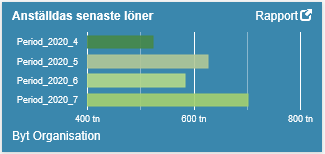 Anställdas senaste löner Rapport
Period_2020_4
Period_2020_5
Period_2020_6
Period_2020_7
400 tn 600 tn 800 tn
Byt Organisation